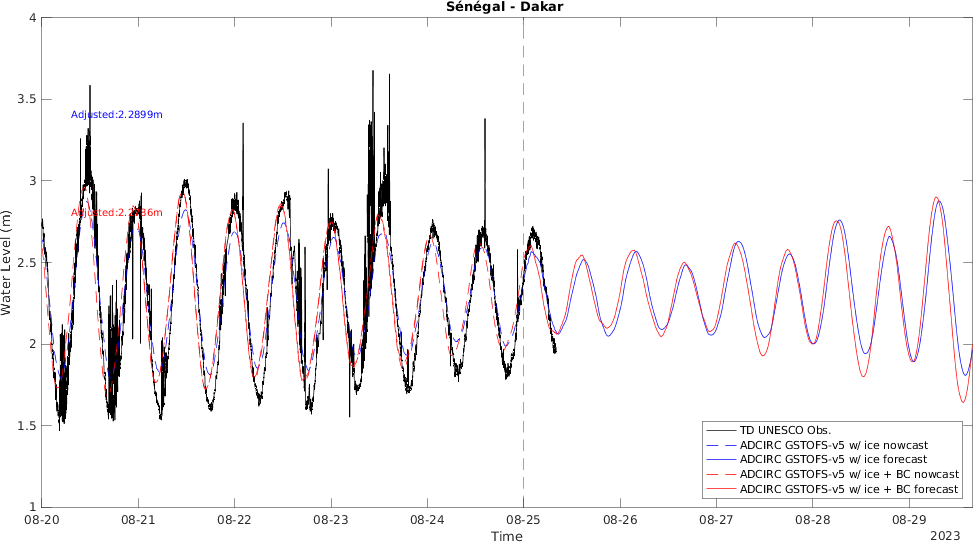 Sénégal - Dakar
4
3.5
3
2.5
2
1.5
1
Water Level (m)
Adjusted:2.2899m
08-20
08-21
08-22
08-23
08-24
08-25
08-26
08-27
08-28
08-29
Time
2023
TD UNESCO Obs.
ADCIRC GSTOFS-v5 w/ ice nowcast
ADCIRC GSTOFS-v5 w/ ice forecast
ADCIRC GSTOFS-v5 w/ ice + BC nowcast
ADCIRC GSTOFS-v5 w/ ice + BC forecast